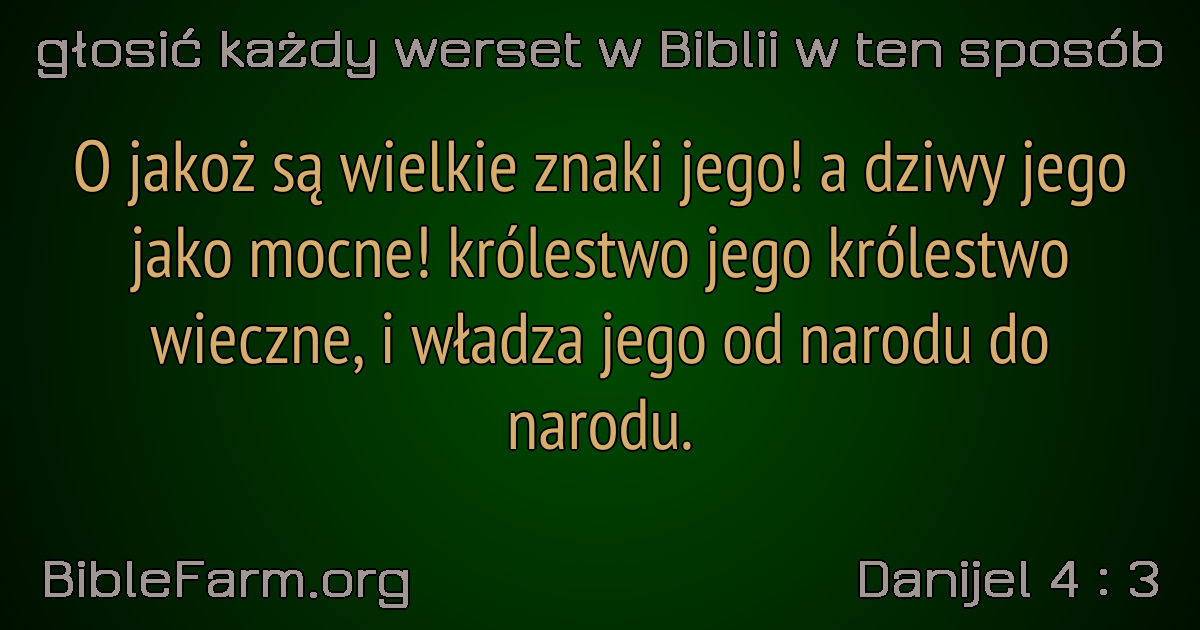 głosić każdy werset w Biblii w ten sposób
O jakoż są wielkie znaki jego! a dziwy jego
jako mocne! królestwo jego królestwo
wieczne, i władza jego od narodu do
narodu.
BibleFarm.org
Danijel 4 : 3